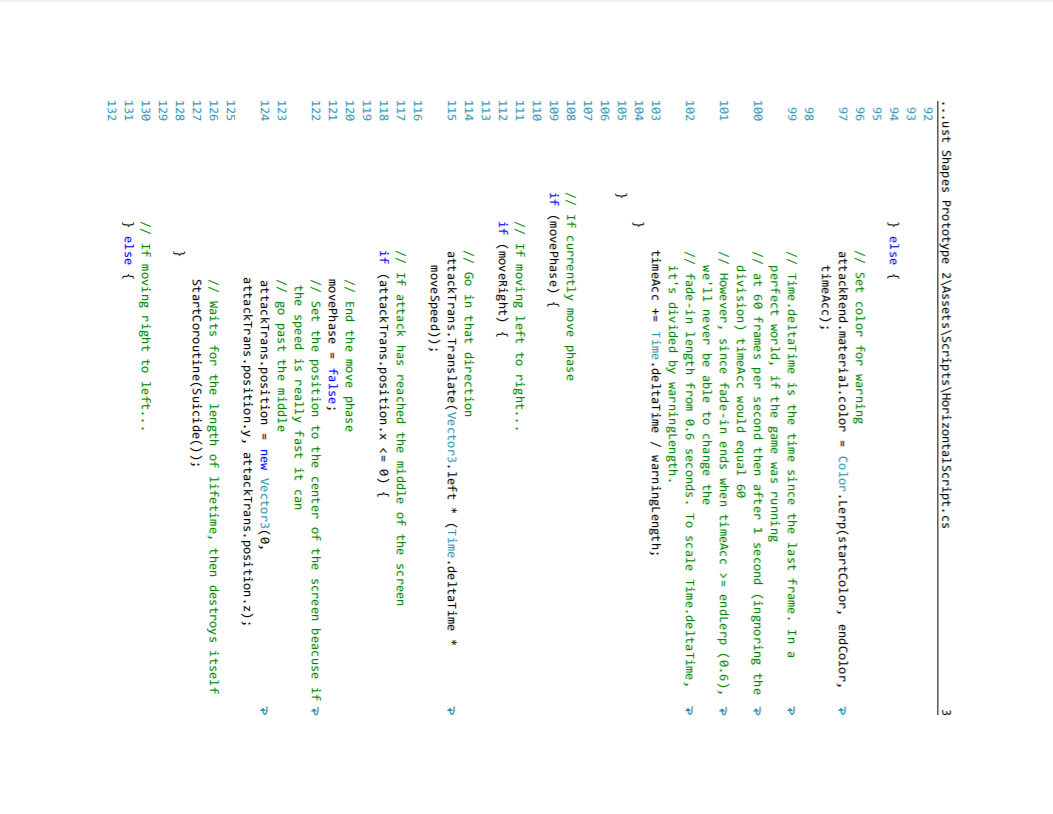 ...ust Shapes Prototype 2\Assets\Scripts\HorizontalScript.cs 3
92
93
94 } else {
95
96 // Set color for warning
97 attackRend.material.color = Color.Lerp(startColor, endColor,
timeAcc);
98
99 // Time.deltaTime is the time since the last frame. In a
perfect world, if the game was running
100 // at 60 frames per second then after 1 second (ingnoring the
division) timeAcc would equal 60
101 // However, since fade-in ends when timeAcc >= endLerp (0.6),
we'll never be able to change the
102 // fade-in length from 0.6 seconds. To scale Time.deltaTime,
it's divided by warningLength.
103 timeAcc += Time.deltaTime / warningLength;
104 }
105 }
106
107
108 // If currently move phase
109 if (movePhase) {
110
111 // If moving left to right...
112 if (moveRight) {
113
114 // Go in that direction
115 attackTrans.Translate(Vector3.left * (Time.deltaTime *
moveSpeed));
116
117 // If attack has reached the middle of the screen
118 if (attackTrans.position.x <= 0) {
119
120 // End the move phase
121 movePhase = false;
122 // Set the position to the center of the screen beacuse if
the speed is really fast it can
123 // go past the middle
124 attackTrans.position = new Vector3(0,
attackTrans.position.y, attackTrans.position.z);
125
126 // Waits for the length of lifetime, then destroys itself
127 StartCoroutine(Suicide());
128 }
129
130 // If moving right to left...
131 } else {
132